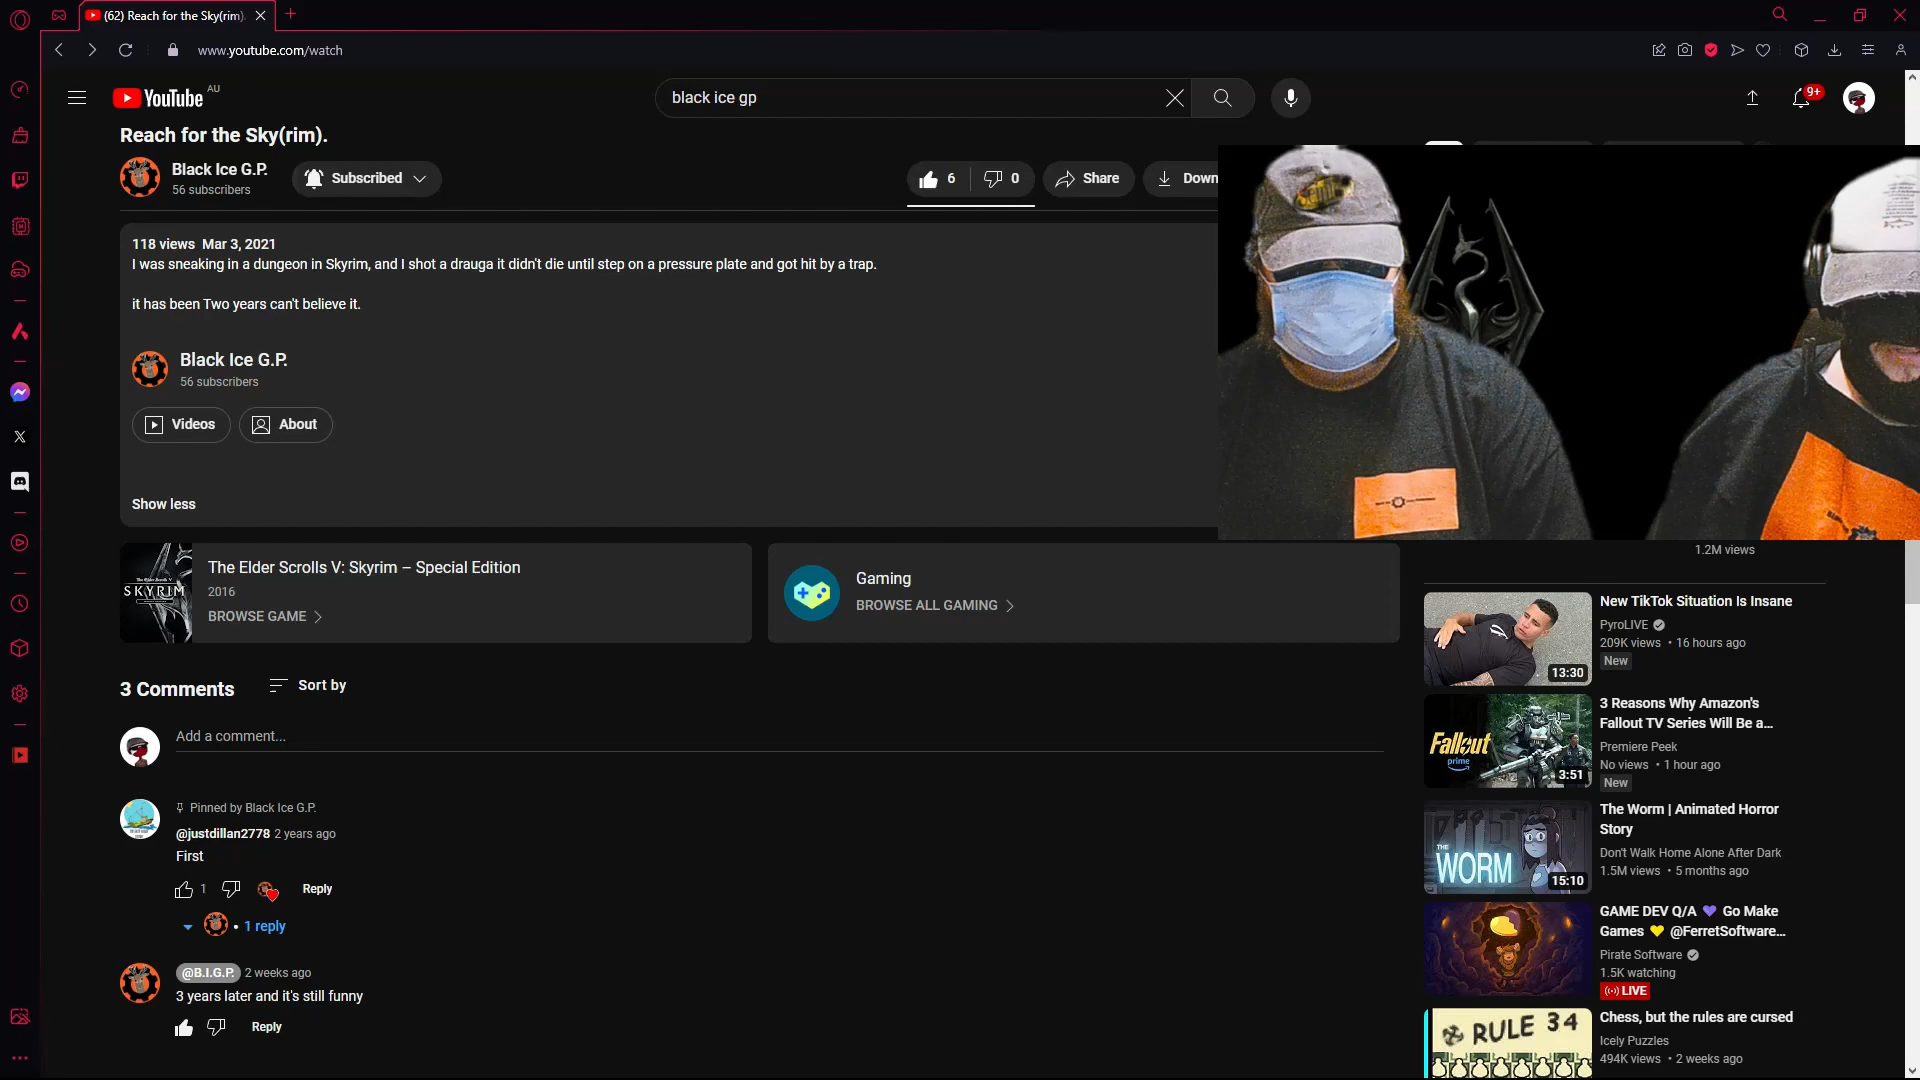 (62) Reach for the Sky(rim).
www.youtube.com/watch
YouTube AU
black ice gp
9+
Reach for the Sky(rim).
Black Ice G.P.
56 subscribers
Subscribed
6
0
Share
Down
118 views Mar 3, 2021
I was sneaking in a dungeon in Skyrim, and I shot a drauga it didn't die until step on a pressure plate and got hit by a trap.
it has been Two years can't believe it.
Black Ice G.P.
56 subscribers
Videos
About
Show less
SKYRIM
The Elder Scrolls V: Skyrim – Special Edition
2016
BROWSE GAME
Gaming
BROWSE ALL GAMING
3 Comments
Sort by
Add a comment...
Pinned by Black Ice G.P.
@justdillan2778 2 years ago
First
1
Reply
• 1 reply
@B.I.G.P. 2 weeks ago
3 years later and it's still funny
Reply
1.2M views
New TikTok Situation Is Insane
PyroLIVE
209K views • 16 hours ago
New
13:30
3 Reasons Why Amazon's
Fallout TV Series Will Be a...
Premiere Peek
No views • 1 hour ago
New
Fallout
prime
3:51
The Worm | Animated Horror
Story
Don't Walk Home Alone After Dark
1.5M views • 5 months ago
THE
WORM
15:10
GAME DEV Q/A 💜 Go Make
Games 💛 @FerretSoftware...
Pirate Software
1.5K watching
LIVE
Chess, but the rules are cursed
Icely Puzzles
494K views • 2 weeks ago
RULE 34